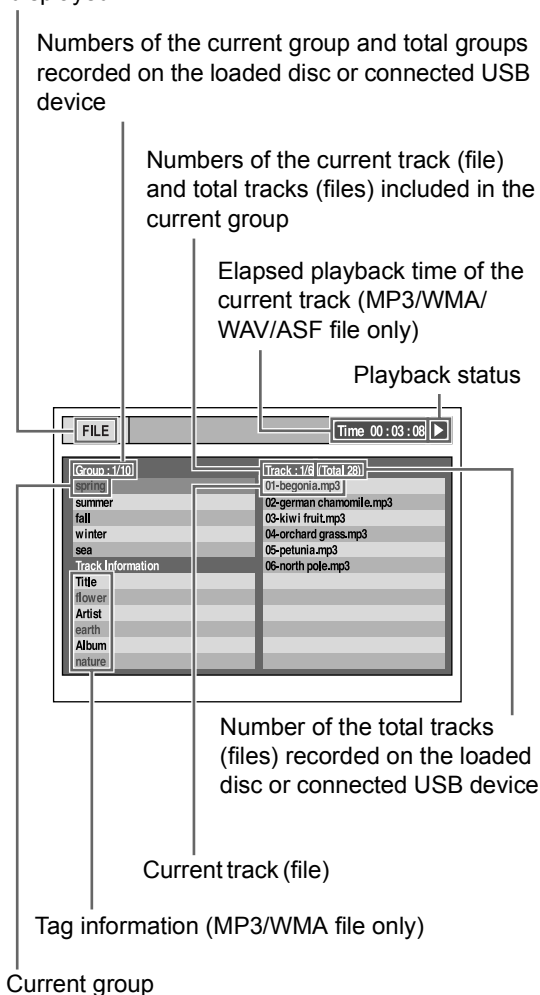 Numbers of the current group and total groups
recorded on the loaded disc or connected USB
device
Numbers of the current track (file)
and total tracks (files) included in the
current group
Elapsed playback time of the
current track (MP3/WMA/
WAV/ASF file only)
Playback status
FILE
Time 00 : 03 : 08
Group : 1/10
Track : 1/6 (Total 28)
spring
01-begonia.mp3
summer
02-german chamomile.mp3
fall
03-kiwi fruit.mp3
winter
04-orchard grass.mp3
sea
05-petunia.mp3
Track Information
06-north pole.mp3
Title
flower
Artist
earth
Album
nature
Number of the total tracks
(files) recorded on the loaded
disc or connected USB device
Current track (file)
Tag information (MP3/WMA file only)
Current group